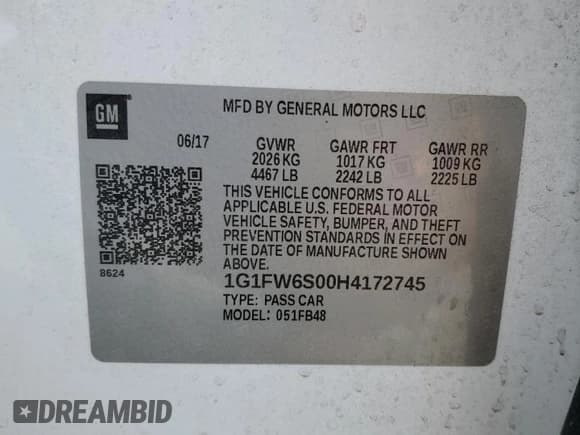 GM
MFD BY GENERAL MOTORS LLC
06/17 GVWR GAWR FRT GAWR RR
2026 KG 1017 KG 1009 KG
4467 LB 2242 LB 2225 LB
THIS VEHICLE CONFORMS TO ALL
APPLICABLE U.S. FEDERAL MOTOR
VEHICLE SAFETY, BUMPER, AND THEFT
PREVENTION STANDARDS IN EFFECT ON
THE DATE OF MANUFACTURE SHOWN
ABOVE.
8624
1G1FW6S00H4172745
TYPE: PASS CAR
MODEL: 051FB48
DREAMBID